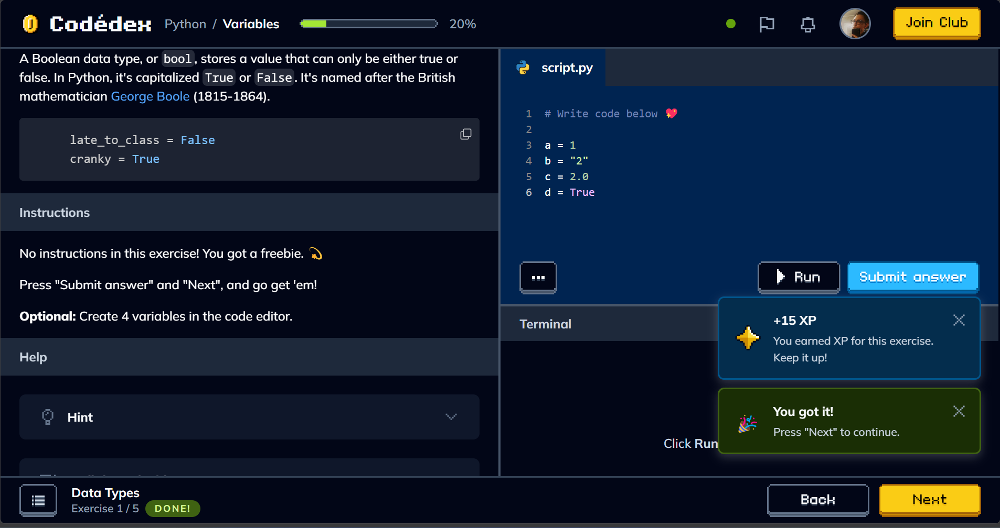 Codédex Python / Variables 20% Join Club
A Boolean data type, or bool, stores a value that can only be either true or
false. In Python, it's capitalized True or False. It's named after the British
mathematician George Boole (1815-1864).
late_to_class = False
cranky = True
Instructions
No instructions in this exercise! You got a freebie. 💫
Press "Submit answer" and "Next", and go get 'em!
Optional: Create 4 variables in the code editor.
Help
Hint
script.py
1 # Write code below 💖
2
3 a = 1
4 b = "2"
5 c = 2.0
6 d = True
... Run Submit answer
Terminal
Click Run
+15 XP
You earned XP for this exercise.
Keep it up!
You got it!
Press "Next" to continue.
Data Types
Exercise 1 / 5 DONE!
Back Next